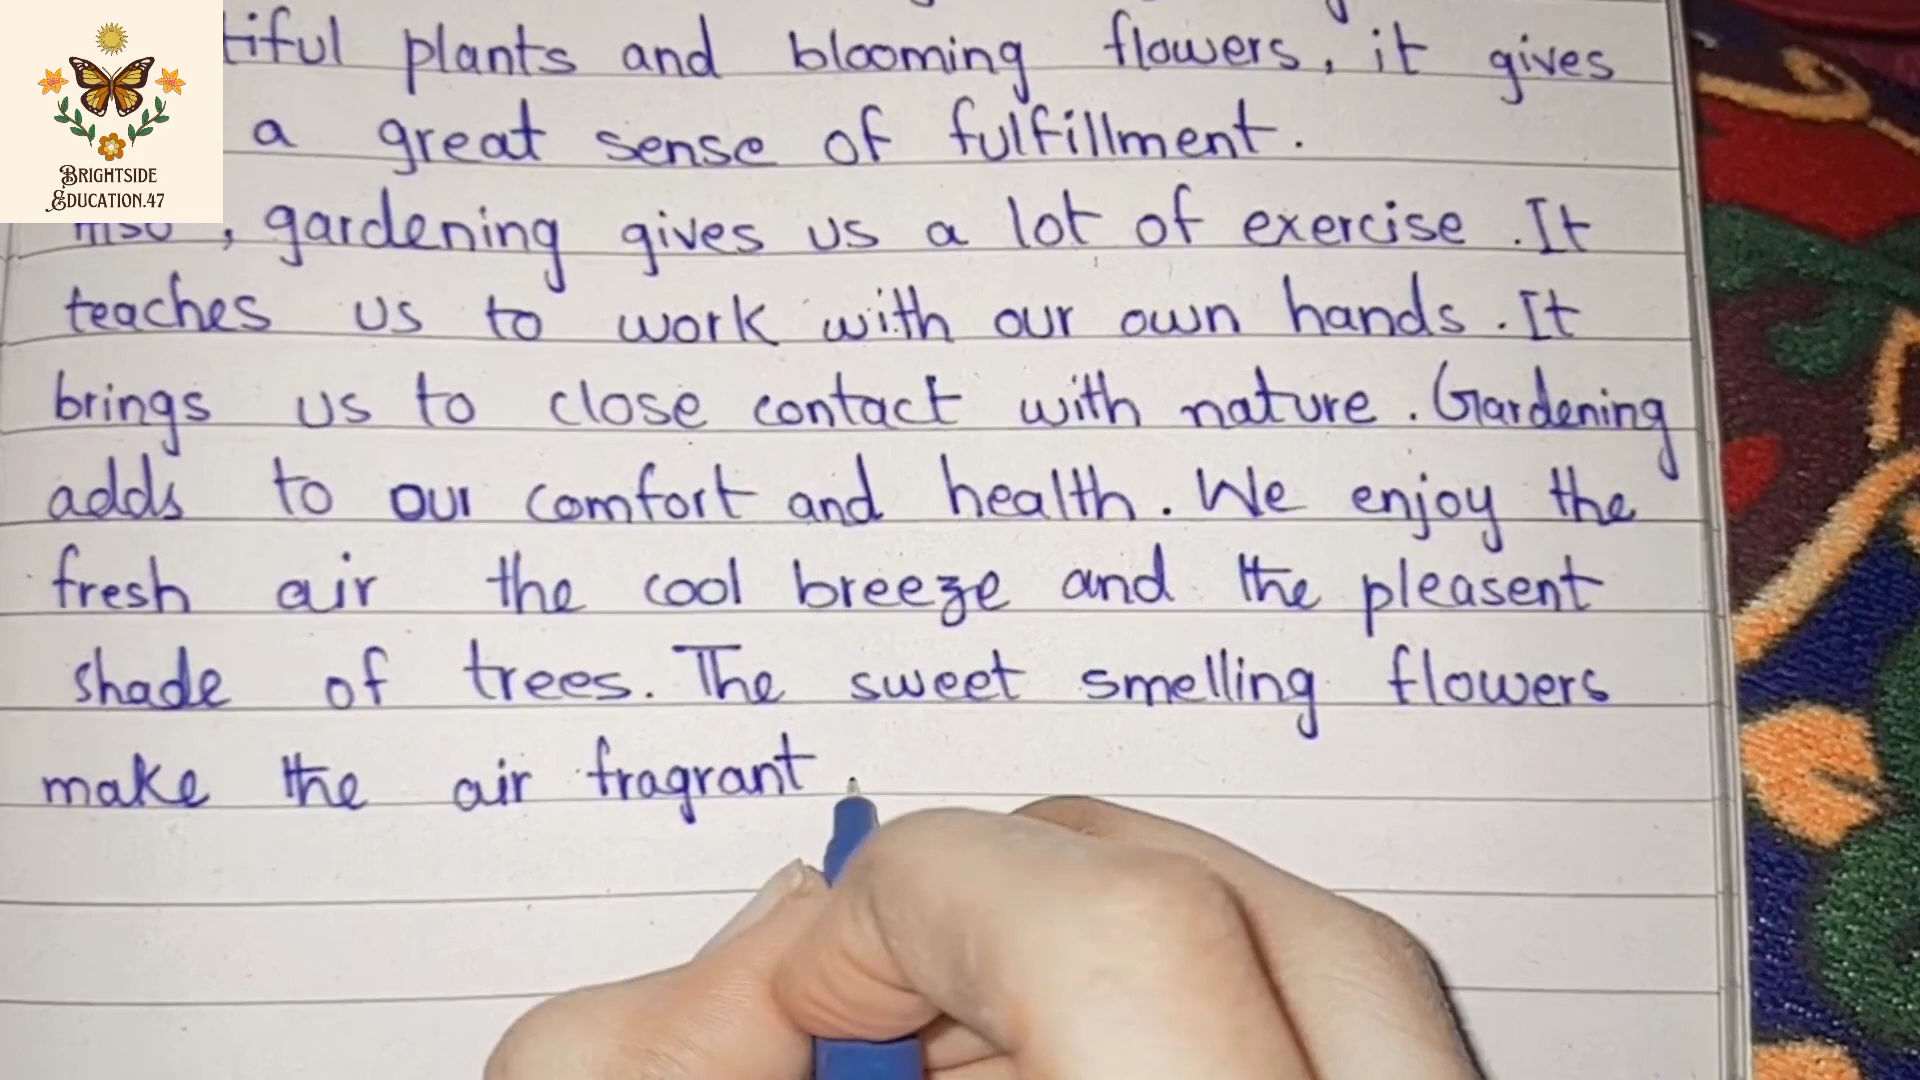 BRIGHTSIDE
EDUCATION.47
tiful plants and blooming flowers, it gives
a great sense of fulfillment.
, gardening gives us a lot of exercise. It
teaches us to work with our own hands. It
brings us to close contact with nature. Gardening
adds to our comfort and health. We enjoy the
fresh air the cool breeze and the pleasent
shade of trees. The sweet smelling flowers
make the air fragrant